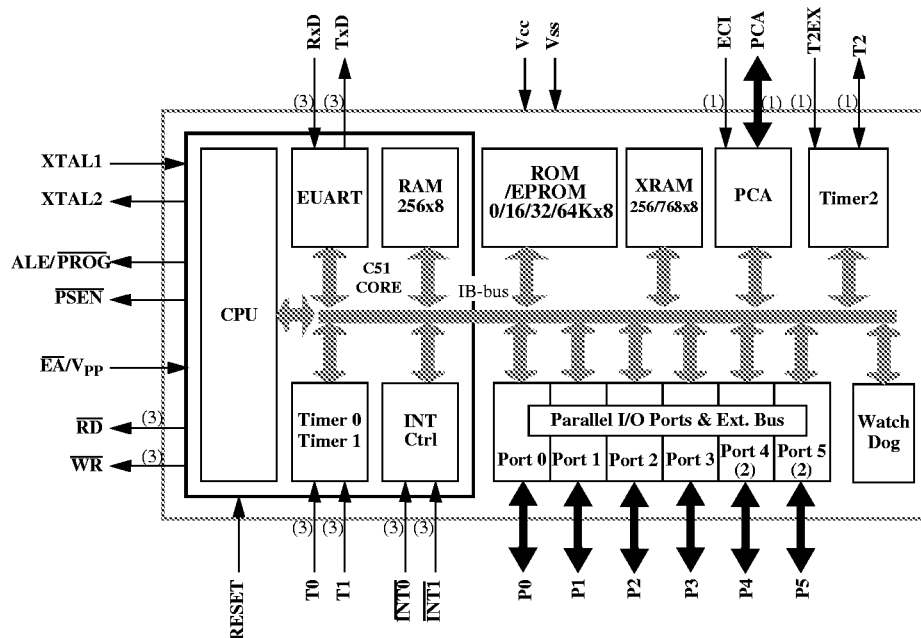 RxD
TxD
Vcc
Vss
ECI
PCA
T2EX
T2
(3)
(3)
(1)
(1)
(1)
(1)
XTAL1
XTAL2
ALE/PROG
PSEN
EA/VPP
RD
(3)
WR
(3)
CPU
EUART
RAM
256x8
C51
CORE
IB-bus
ROM
/EPROM
0/16/32/64Kx8
XRAM
256/768x8
PCA
Timer2
Timer 0
Timer 1
INT
Ctrl
Parallel I/O Ports & Ext. Bus
Port 0
Port 1
Port 2
Port 3
Port 4
(2)
Port 5
(2)
Watch
Dog
(3)
(3)
(3)
(3)
RESET
T0
T1
INT0
INT1
P0
P1
P2
P3
P4
P5